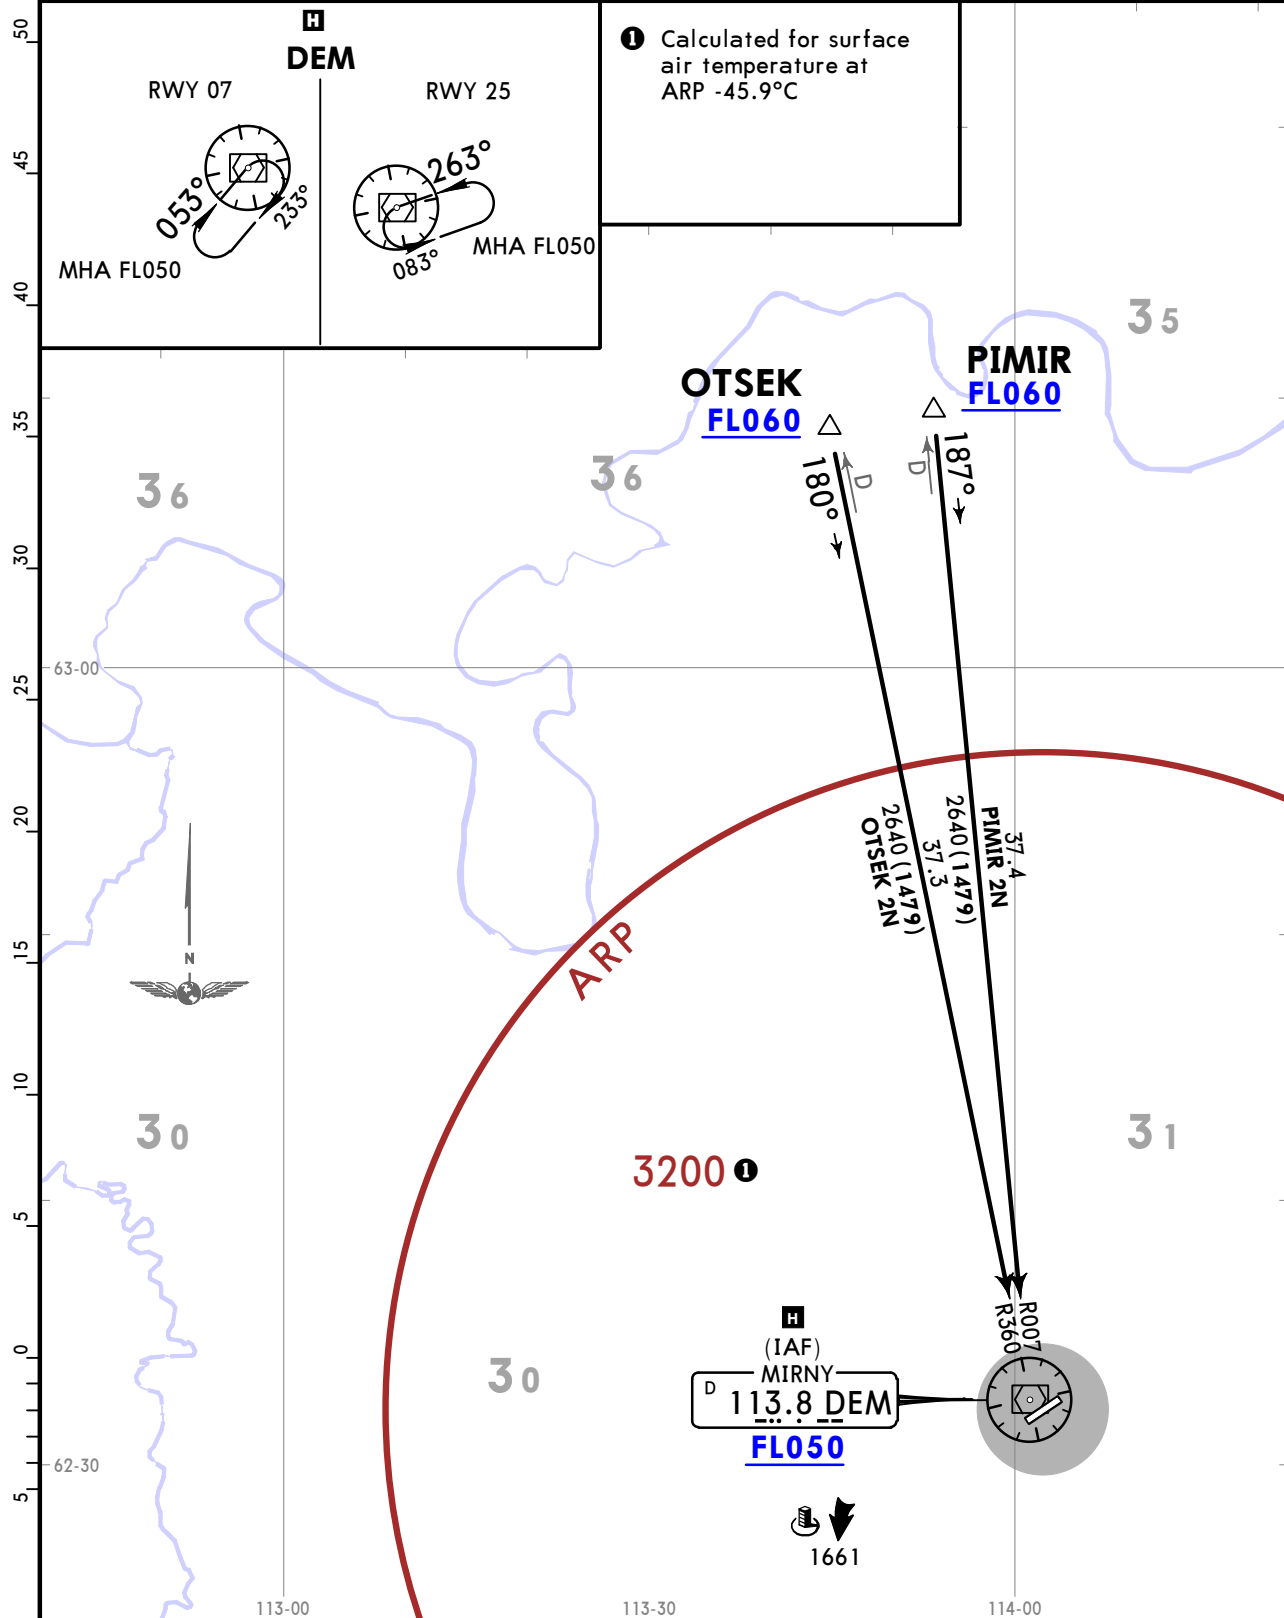 H
DEM
RWY 07
RWY 25
053°
233°
MHA FL050
263°
083°
MHA FL050
1 Calculated for surface
air temperature at
ARP -45.9°C
50
45
40
35
30
25
20
15
10
5
0
5
35
36
36
OTSEK
FL060
PIMIR
FL060
180°
D
D
187°
63-00
2640(1479)
OTSEK 2N
37.3
2640(1479)
PIMIR 2N
37.4
N
ARP
30
31
3200 1
R360
R007
H
(IAF)
MIRNY
D 113.8 DEM
FL050
30
62-30
1661
113-00
113-30
114-00